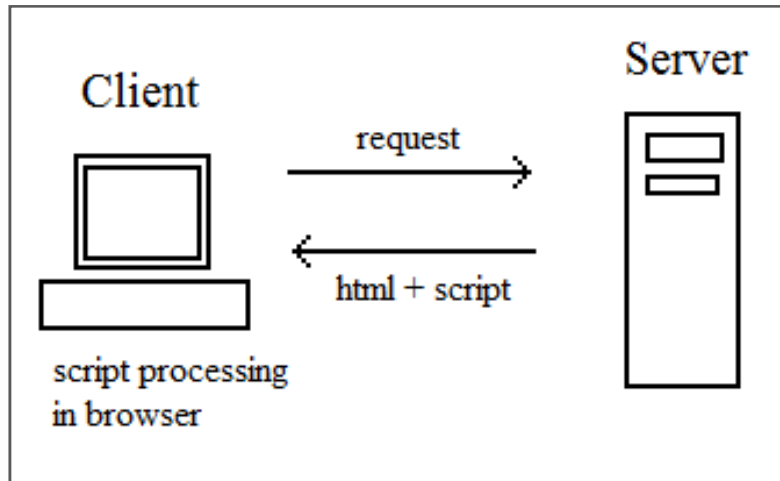 Client
Server
request
html + script
script processing
in browser